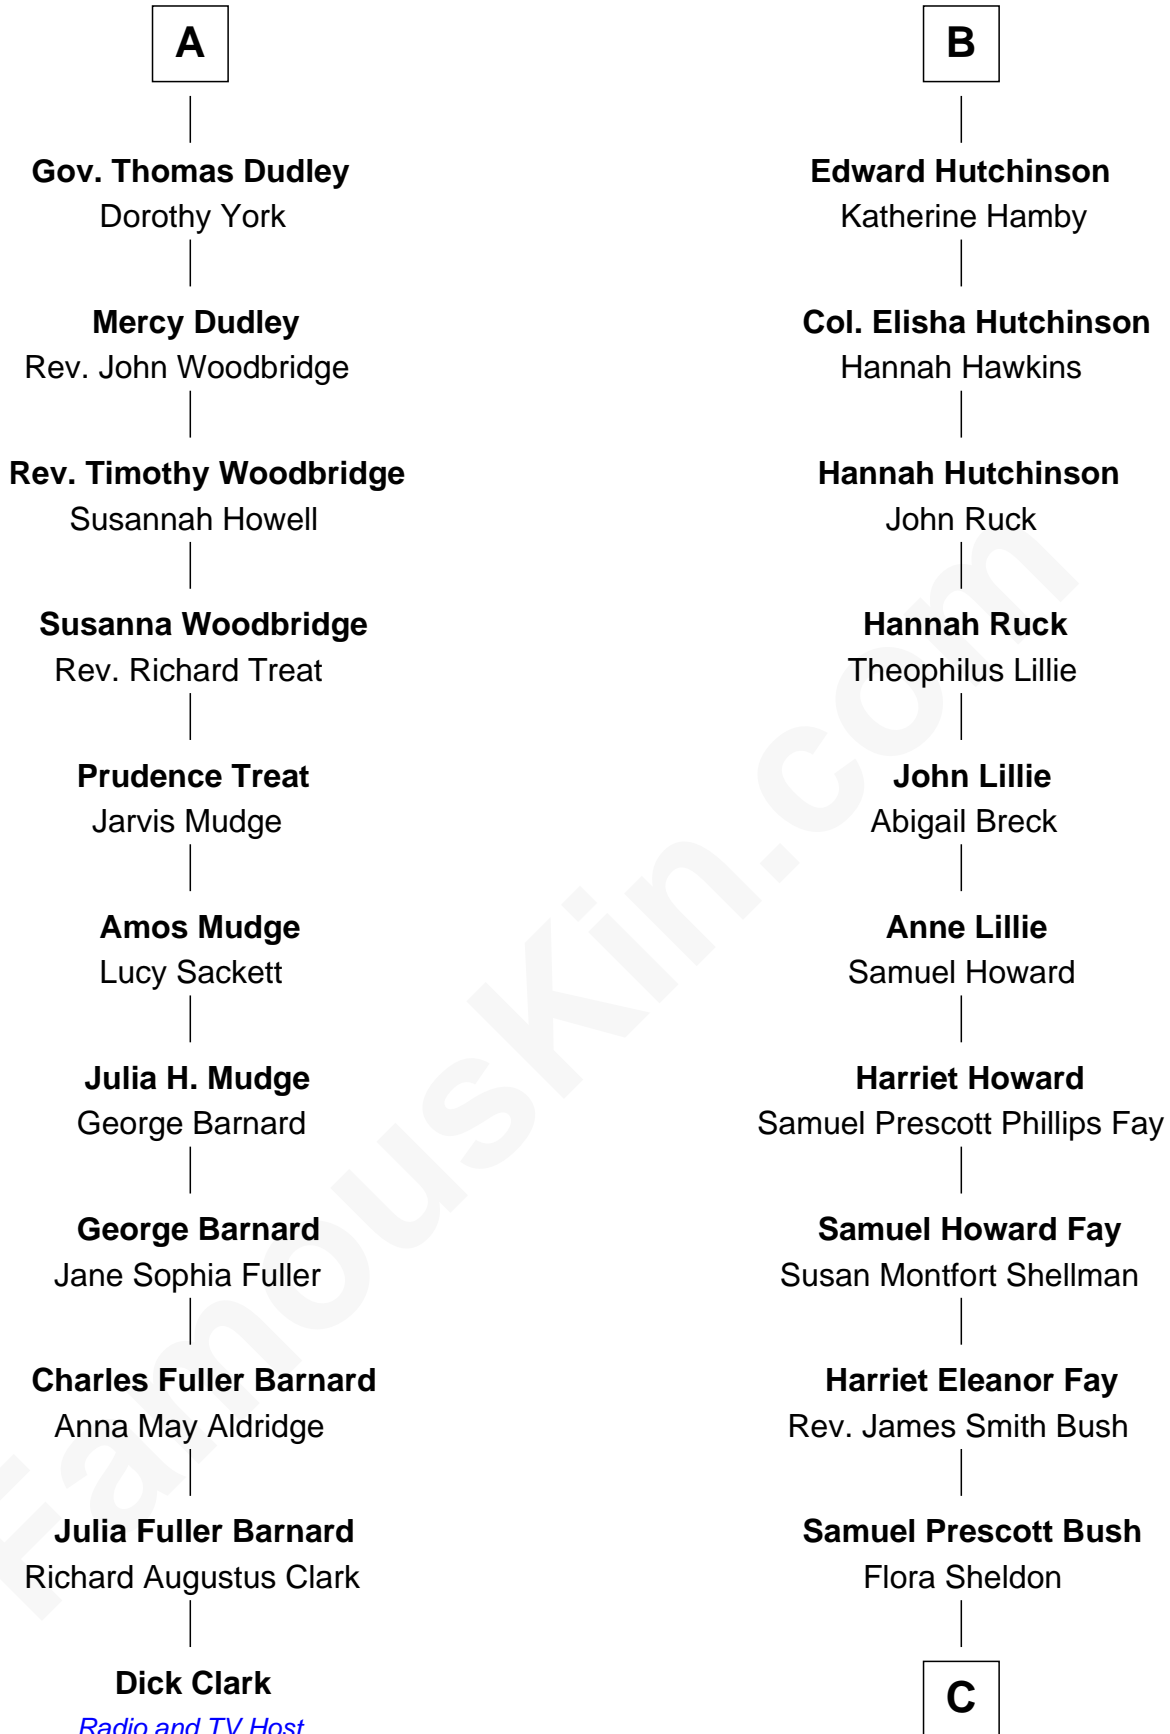 A
Gov. Thomas Dudley
Dorothy York
Mercy Dudley
Rev. John Woodbridge
Rev. Timothy Woodbridge
Susannah Howell
Susanna Woodbridge
Rev. Richard Treat
Prudence Treat
Jarvis Mudge
Amos Mudge
Lucy Sackett
Julia H. Mudge
George Barnard
George Barnard
Jane Sophia Fuller
Charles Fuller Barnard
Anna May Aldridge
Julia Fuller Barnard
Richard Augustus Clark
Dick Clark
Radio and TV Host
B
Edward Hutchinson
Katherine Hamby
Col. Elisha Hutchinson
Hannah Hawkins
Hannah Hutchinson
John Ruck
Hannah Ruck
Theophilus Lillie
John Lillie
Abigail Breck
Anne Lillie
Samuel Howard
Harriet Howard
Samuel Prescott Phillips Fay
Samuel Howard Fay
Susan Montfort Shellman
Harriet Eleanor Fay
Rev. James Smith Bush
Samuel Prescott Bush
Flora Sheldon
C
FamousKin.com